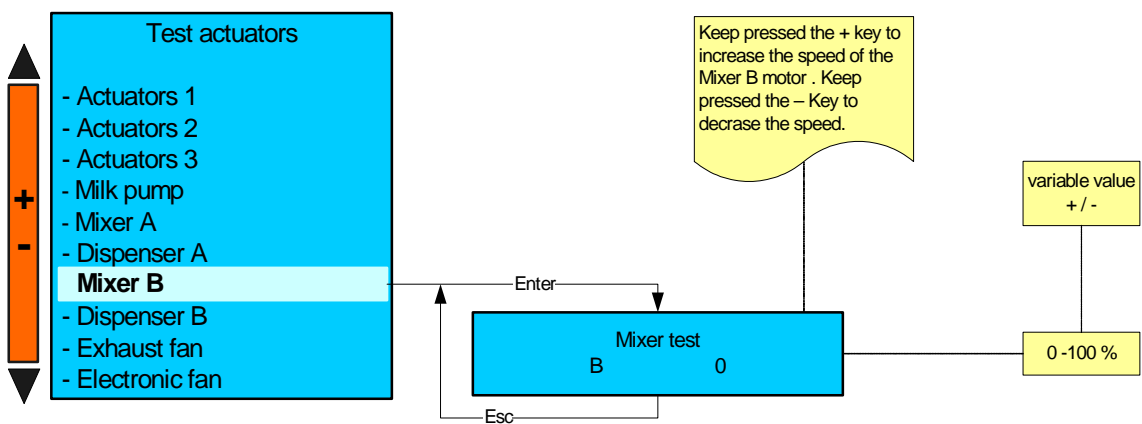 Test actuators
- Actuators 1
- Actuators 2
- Actuators 3
- Milk pump
- Mixer A
- Dispenser A
Mixer B
- Dispenser B
- Exhaust fan
- Electronic fan
+
-
Enter
Esc
Mixer test
B 0
Keep pressed the + key to
increase the speed of the
Mixer B motor . Keep
pressed the – Key to
decrase the speed.
variable value
+ / -
0 -100 %